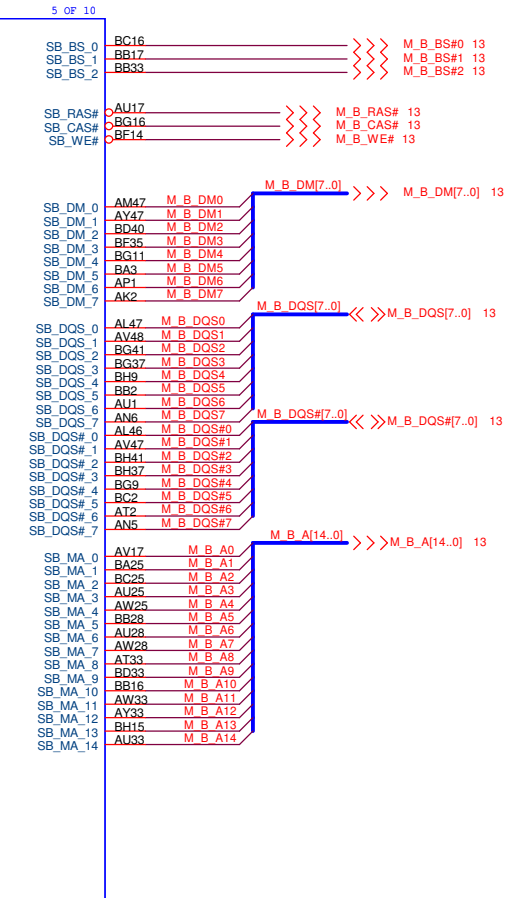 5 OF 10
SB_BS_0 BC16 M_B_BS#0 13
SB_BS_1 BB17 M_B_BS#1 13
SB_BS_2 BB33 M_B_BS#2 13
SB_RAS# AU17 M_B_RAS# 13
SB_CAS# BG16 M_B_CAS# 13
SB_WE# BF14 M_B_WE# 13
M_B_DM[7..0] M_B_DM[7..0] 13
SB_DM_0 AM47 M_B_DM0
SB_DM_1 AY47 M_B_DM1
SB_DM_2 BD40 M_B_DM2
SB_DM_3 BF35 M_B_DM3
SB_DM_4 BG11 M_B_DM4
SB_DM_5 BA3 M_B_DM5
SB_DM_6 AP1 M_B_DM6
SB_DM_7 AK2 M_B_DM7
M_B_DQS[7..0] M_B_DQS[7..0] 13
SB_DQS_0 AL47 M_B_DQS0
SB_DQS_1 AV48 M_B_DQS1
SB_DQS_2 BG41 M_B_DQS2
SB_DQS_3 BG37 M_B_DQS3
SB_DQS_4 BH9 M_B_DQS4
SB_DQS_5 BB2 M_B_DQS5
SB_DQS_6 AU1 M_B_DQS6
SB_DQS_7 AN6 M_B_DQS7
M_B_DQS#[7..0] M_B_DQS#[7..0] 13
SB_DQS#_0 AL46 M_B_DQS#0
SB_DQS#_1 AV47 M_B_DQS#1
SB_DQS#_2 BH41 M_B_DQS#2
SB_DQS#_3 BH37 M_B_DQS#3
SB_DQS#_4 BG9 M_B_DQS#4
SB_DQS#_5 BC2 M_B_DQS#5
SB_DQS#_6 AT2 M_B_DQS#6
SB_DQS#_7 AN5 M_B_DQS#7
M_B_A[14..0] M_B_A[14..0] 13
SB_MA_0 AV17 M_B_A0
SB_MA_1 BA25 M_B_A1
SB_MA_2 BC25 M_B_A2
SB_MA_3 AU25 M_B_A3
SB_MA_4 AW25 M_B_A4
SB_MA_5 BB28 M_B_A5
SB_MA_6 AU28 M_B_A6
SB_MA_7 AW28 M_B_A7
SB_MA_8 AT33 M_B_A8
SB_MA_9 BD33 M_B_A9
SB_MA_10 BB16 M_B_A10
SB_MA_11 AW33 M_B_A11
SB_MA_12 AY33 M_B_A12
SB_MA_13 BH15 M_B_A13
SB_MA_14 AU33 M_B_A14